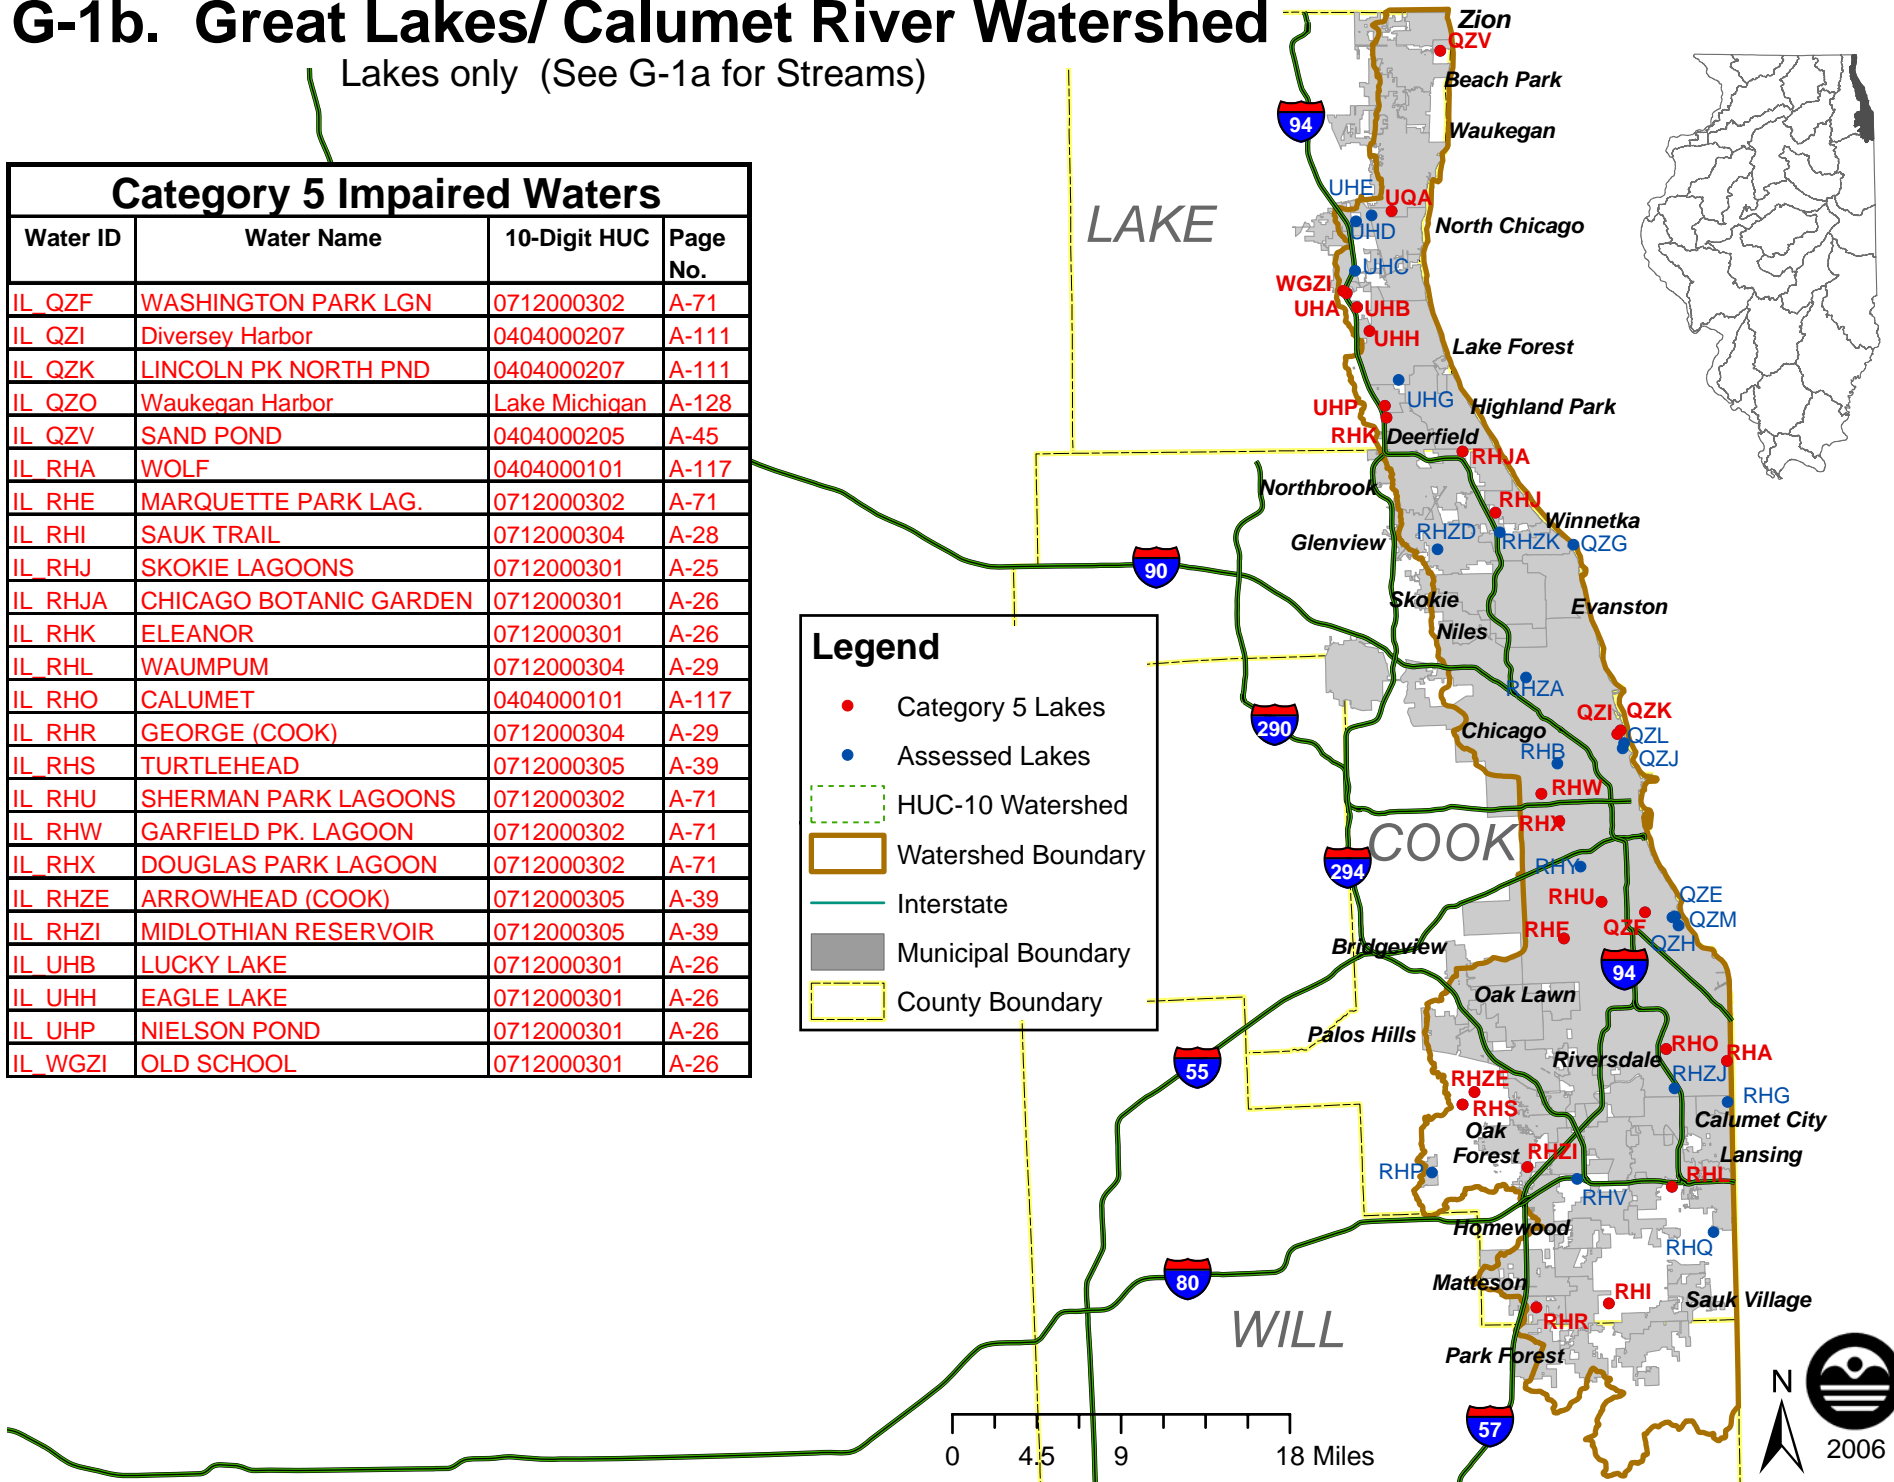 G-1b. Great Lakes/ Calumet River Watershed
Lakes only (See G-1a for Streams)
Category 5 Impaired Waters
Water ID Water Name 10-Digit HUC Page No.
IL_QZF WASHINGTON PARK LGN 0712000302 A-71
IL_QZI Diversey Harbor 0404000207 A-111
IL_QZK LINCOLN PK NORTH PND 0404000207 A-111
IL_QZO Waukegan Harbor Lake Michigan A-128
IL_QZV SAND POND 0404000205 A-45
IL_RHA WOLF 0404000101 A-117
IL_RHE MARQUETTE PARK LAG. 0712000302 A-71
IL_RHI SAUK TRAIL 0712000304 A-28
IL_RHJ SKOKIE LAGOONS 0712000301 A-25
IL_RHJA CHICAGO BOTANIC GARDEN 0712000301 A-26
IL_RHK ELEANOR 0712000301 A-26
IL_RHL WAUMPUM 0712000304 A-29
IL_RHO CALUMET 0404000101 A-117
IL_RHR GEORGE (COOK) 0712000304 A-29
IL_RHS TURTLEHEAD 0712000305 A-39
IL_RHU SHERMAN PARK LAGOONS 0712000302 A-71
IL_RHW GARFIELD PK. LAGOON 0712000302 A-71
IL_RHX DOUGLAS PARK LAGOON 0712000302 A-71
IL_RHZE ARROWHEAD (COOK) 0712000305 A-39
IL_RHZI MIDLOTHIAN RESERVOIR 0712000305 A-39
IL_UHB LUCKY LAKE 0712000301 A-26
IL_UHH EAGLE LAKE 0712000301 A-26
IL_UHP NIELSON POND 0712000301 A-26
IL_WGZI OLD SCHOOL 0712000301 A-26
Legend
Category 5 Lakes
Assessed Lakes
HUC-10 Watershed
Watershed Boundary
Interstate
Municipal Boundary
County Boundary
Zion
QZV
Beach Park
94
Waukegan
UHE
UQA
LAKE
UHD
North Chicago
UHC
WGZI
UHA
UHB
UHH
Lake Forest
UHG
UHP
Highland Park
RHK
Deerfield
RHJA
Northbrook
RHJ
Winnetka
Glenview
RHZD
RHZK
QZG
90
Skokie
Evanston
Niles
RHZA
QZI
QZK
290
Chicago
QZL
RHB
QZJ
RHW
RHX
COOK
294
RHY
RHU
QZE
QZF
QZM
RHE
QZH
Bridgeview
94
Oak Lawn
Palos Hills
Riversdale
RHO
RHA
55
RHZE
RHZJ
RHG
RHS
Calumet City
Oak
Forest
RHZI
Lansing
RHP
RHL
RHV
Homewood
RHQ
80
Matteson
RHI
Sauk Village
RHR
WILL
Park Forest
57
0 4.5 9 18 Miles
N
2006